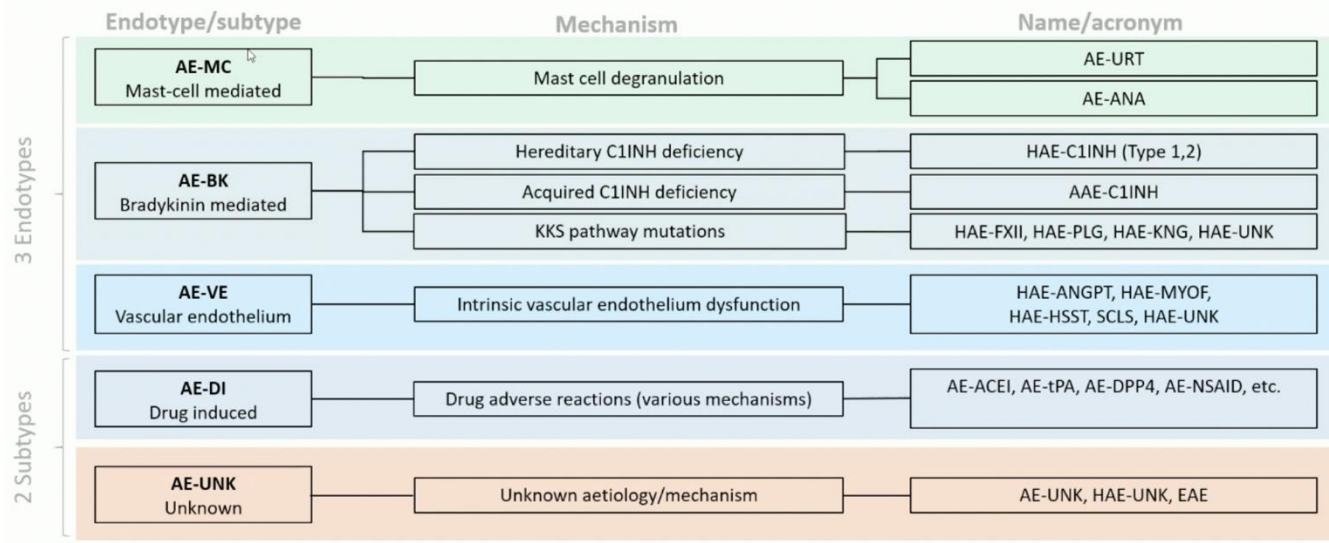 Endotype/subtype
Mechanism
Name/acronym
3 Endotypes
AE-MC
Mast-cell mediated
Mast cell degranulation
AE-URT
AE-ANA
AE-BK
Bradykinin mediated
Hereditary C1INH deficiency
HAE-C1INH (Type 1,2)
Acquired C1INH deficiency
AAE-C1INH
KKS pathway mutations
HAE-FXII, HAE-PLG, HAE-KNG, HAE-UNK
AE-VE
Vascular endothelium
Intrinsic vascular endothelium dysfunction
HAE-ANGPT, HAE-MYOF,
HAE-HSST, SCLS, HAE-UNK
2 Subtypes
AE-DI
Drug induced
Drug adverse reactions (various mechanisms)
AE-ACEI, AE-tPA, AE-DPP4, AE-NSAID, etc.
AE-UNK
Unknown
Unknown aetiology/mechanism
AE-UNK, HAE-UNK, EAE